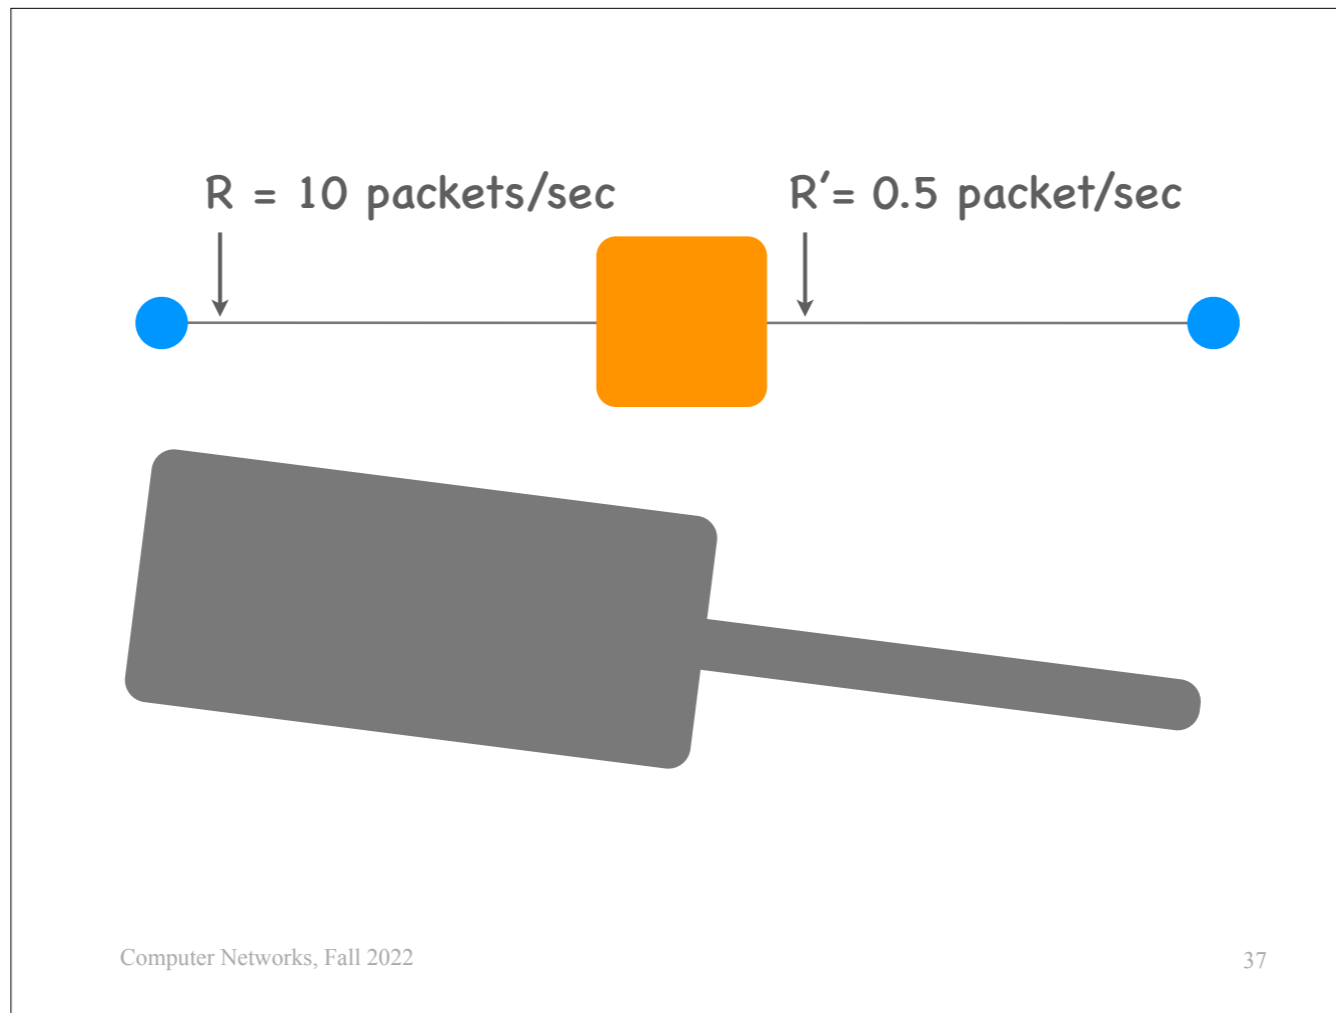 R = 10 packets/sec
R′= 0.5 packet/sec
Computer Networks, Fall 2022
37